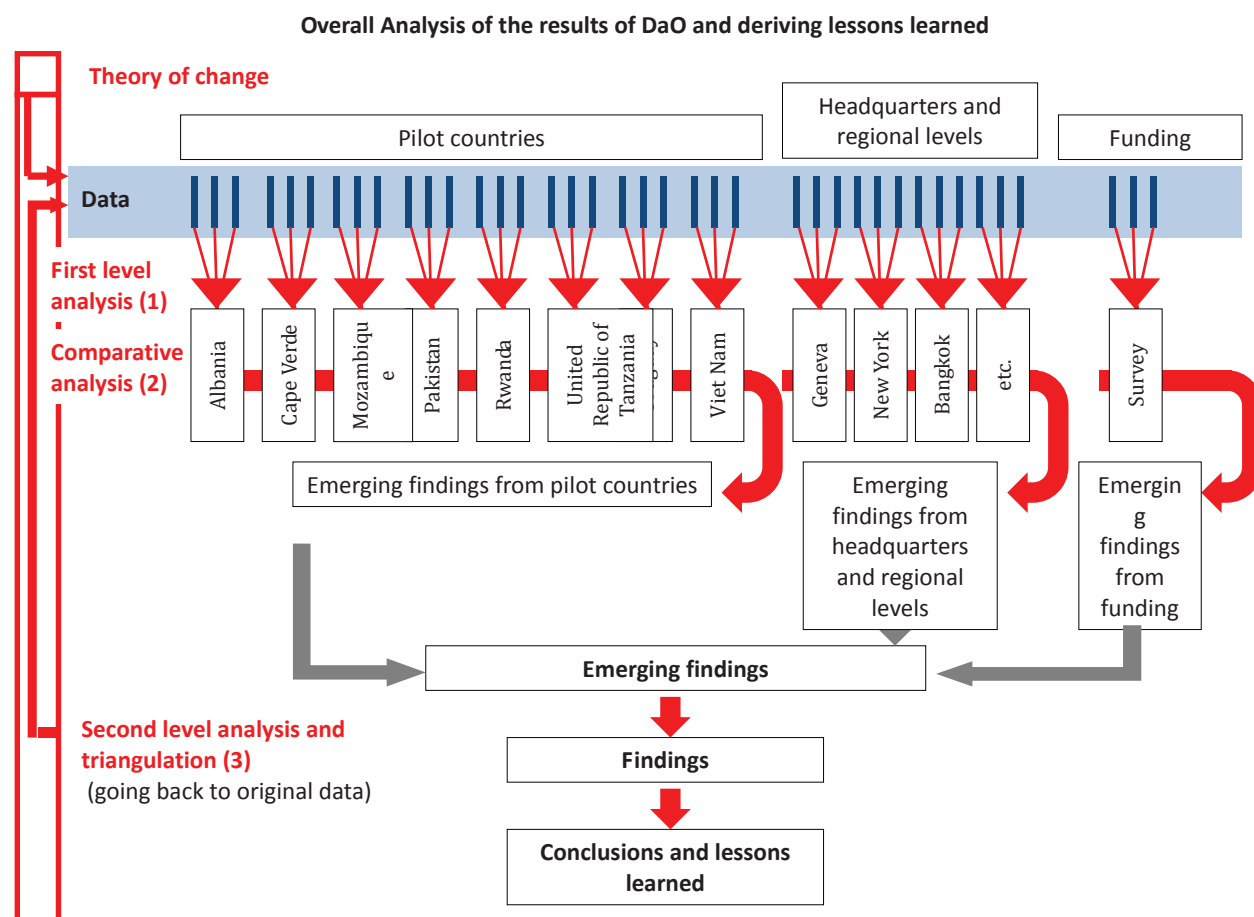 Overall Analysis of the results of DaO and deriving lessons learned
Theory of change
Pilot countries
Headquarters and
regional levels
Funding
Data
First level
analysis (1)
Comparative
analysis (2)
Albania
Cape Verde
Mozambiqu
e
Pakistan
Rwanda
United
Republic of
Tanzania
Viet Nam
Geneva
New York
Bangkok
etc.
Survey
Emerging findings from pilot countries
Emerging
findings from
headquarters
and regional
levels
Emergin
g
findings
from
funding
Emerging findings
Second level analysis and
triangulation (3)
(going back to original data)
Findings
Conclusions and lessons
learned